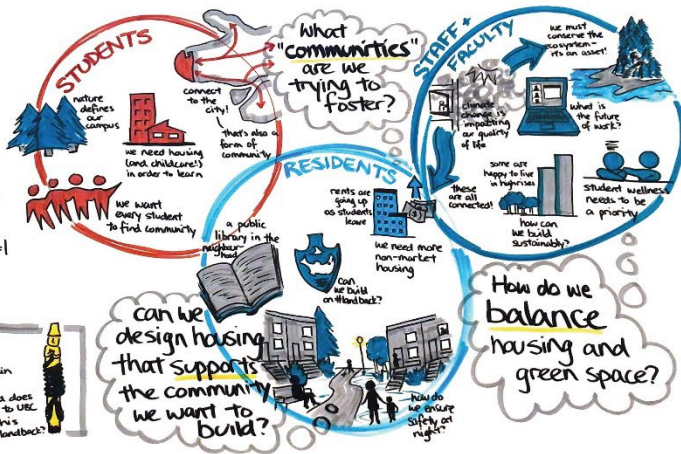 STUDENTS
nature
defines
our
campus
we need housing
(and childcare!)
in order to learn
we want
every student
to find community
connect
to the
city!
that's also a
form of
community
What
"communities"
are we
trying to
foster?
STAFF +
FACULTY
we must
conserve the
ecosystem-
it's an asset!
climate
change is
impacting
our quality
of life
what is
the future
of work?
these
are all
connected!
some are
happy to live
in highrises
how can
we build
sustainably?
student wellness
needs to be
a priority
RESIDENTS
rents are
going up
as students
leave
we need more
non-market
housing
a public
library in the
neighbour-
hood
can
we build
on #landback?
how do
we ensure
safety at
night?
can we
design housing
that supports
the community
we want to
build?
How do we
balance
housing and
green space?
in
does
to UBC
his
landback?